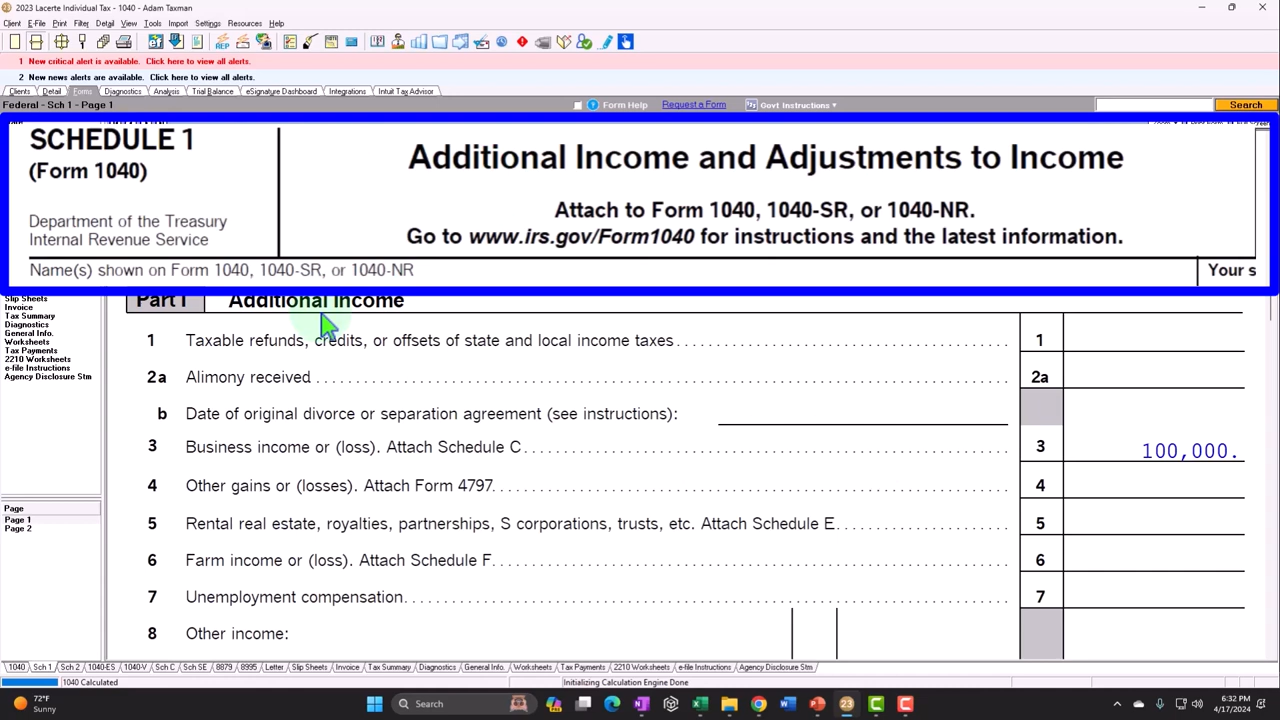 2023 Lacerte Individual Tax - 1040 - Adam Taxman
Client E-File Print Filter Detail View Tools Import Settings Resources Help
1 New critical alert is available. Click here to view all alerts.
2 New news alerts are available. Click here to view all alerts.
Clients Detail Forms Diagnostics Analysis Trial Balance eSignature Dashboard Integrations Intuit Tax Advisor
Federal - Sch 1 - Page 1 Form Help Request a Form Govt Instructions Search
SCHEDULE 1
(Form 1040)
Department of the Treasury
Internal Revenue Service
Additional Income and Adjustments to Income
Attach to Form 1040, 1040-SR, or 1040-NR.
Go to www.irs.gov/Form1040 for instructions and the latest information.
Name(s) shown on Form 1040, 1040-SR, or 1040-NR Your s
Slip Sheets
Invoice
Tax Summary
Diagnostics
General Info.
Worksheets
Tax Payments
2210 Worksheets
e-file Instructions
Agency Disclosure Stm
Page
Page 1
Page 2
Part I Additional Income
1 Taxable refunds, credits, or offsets of state and local income taxes 1
2a Alimony received 2a
b Date of original divorce or separation agreement (see instructions):
3 Business income or (loss). Attach Schedule C 3 100,000.
4 Other gains or (losses). Attach Form 4797 4
5 Rental real estate, royalties, partnerships, S corporations, trusts, etc. Attach Schedule E 5
6 Farm income or (loss). Attach Schedule F 6
7 Unemployment compensation 7
8 Other income:
1040 Sch 1 Sch 2 1040-ES 1040-V Sch C Sch SE 8879 8995 Letter Slip Sheets Invoice Tax Summary Diagnostics General Info. Worksheets Tax Payments 2210 Worksheets e-file Instructions Agency Disclosure Stm
1040 Calculated Initializing Calculation Engine Done
72°F
Sunny
Search
6:32 PM
4/17/2024